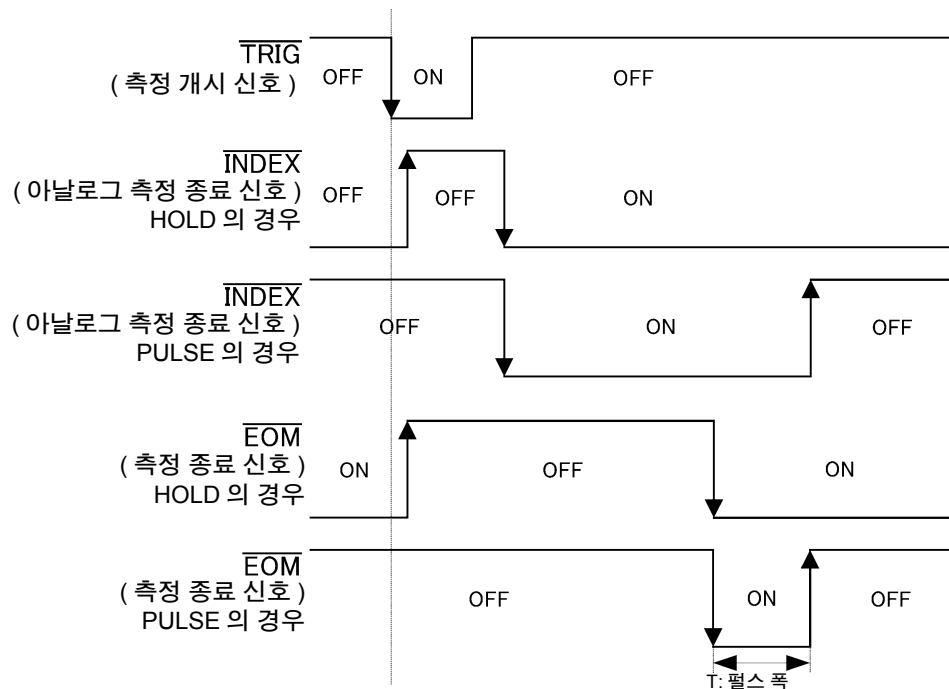 TRIG
( 측정 개시 신호 )
OFF
ON
OFF
INDEX
( 아날로그 측정 종료 신호 )
HOLD 의 경우
OFF
OFF
ON
INDEX
( 아날로그 측정 종료 신호 )
PULSE 의 경우
OFF
ON
OFF
EOM
( 측정 종료 신호 )
HOLD 의 경우
ON
OFF
ON
EOM
( 측정 종료 신호 )
PULSE 의 경우
OFF
ON
OFF
T: 펄스 폭